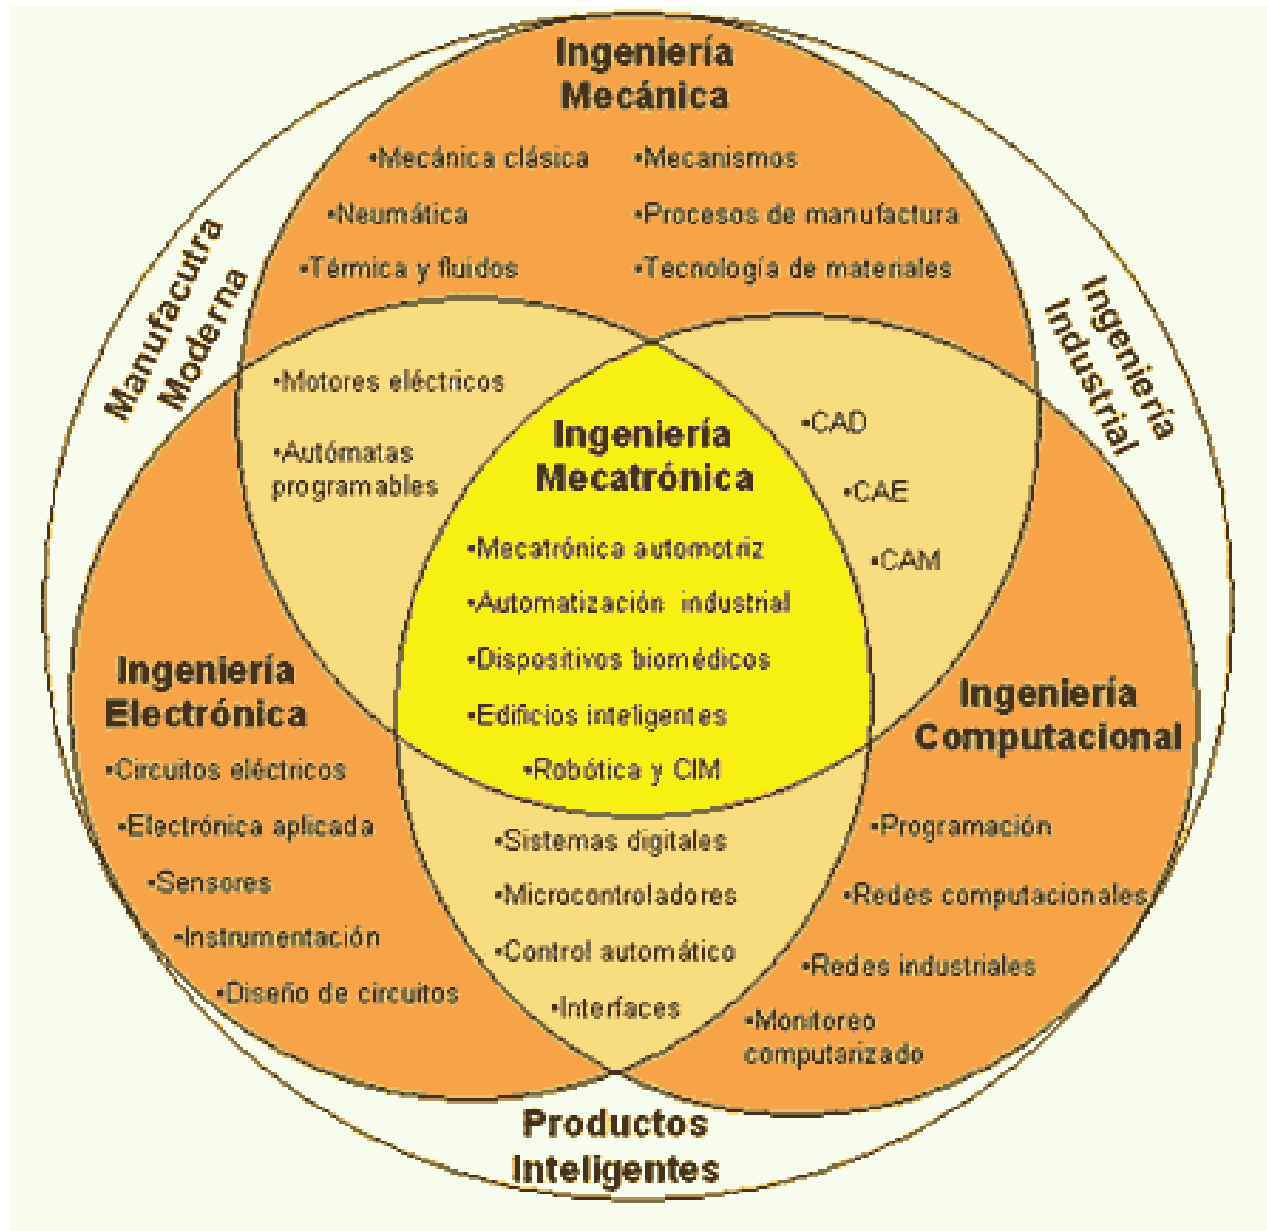 Ingeniería
Mecánica
•Mecánica clásica
•Mecanismos
•Neumática
•Procesos de manufactura
•Térmica y fluidos
•Tecnología de materiales
Manufacutra
Moderna
Ingeniería
Industrial
•Motores eléctricos
•Autómatas
programables
•CAD
•CAE
•CAM
Ingeniería
Mecatrónica
•Mecatrónica automotriz
•Automatización industrial
•Dispositivos biomédicos
•Edificios inteligentes
•Robótica y CIM
Ingeniería
Electrónica
•Circuitos eléctricos
•Electrónica aplicada
•Sensores
•Instrumentación
•Diseño de circuitos
•Sistemas digitales
•Microcontroladores
•Control automático
•Interfaces
Ingeniería
Computacional
•Programación
•Redes computacionales
•Redes industriales
•Monitoreo
computarizado
Productos
Inteligentes